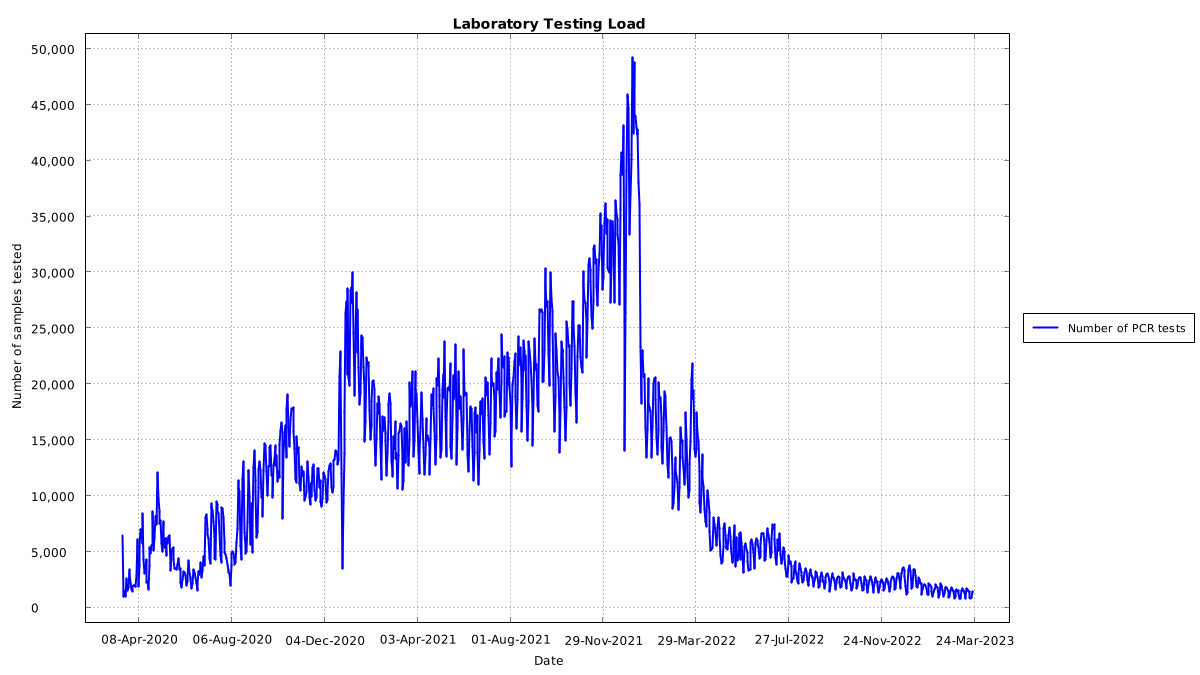 Laboratory Testing Load
50,000
45,000
40,000
35,000
30,000
25,000
20,000
15,000
10,000
5,000
0
Number of samples tested
08-Apr-2020 06-Aug-2020 04-Dec-2020 03-Apr-2021 01-Aug-2021 29-Nov-2021 29-Mar-2022 27-Jul-2022 24-Nov-2022 24-Mar-2023
Date
Number of PCR tests